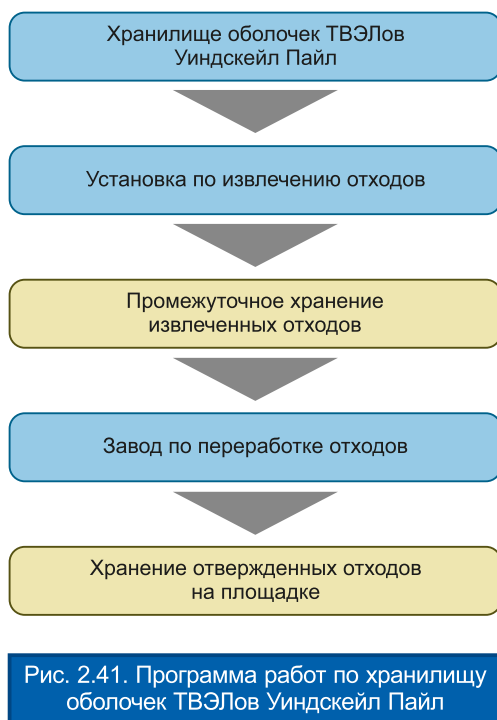 Хранилище оболочек ТВЭЛов
Уиндскейл Пайл
Установка по извлечению отходов
Промежуточное хранение
извлеченных отходов
Завод по переработке отходов
Хранение отвержденных отходов
на площадке
Рис. 2.41. Программа работ по хранилищу
оболочек ТВЭЛов Уиндскейл Пайл